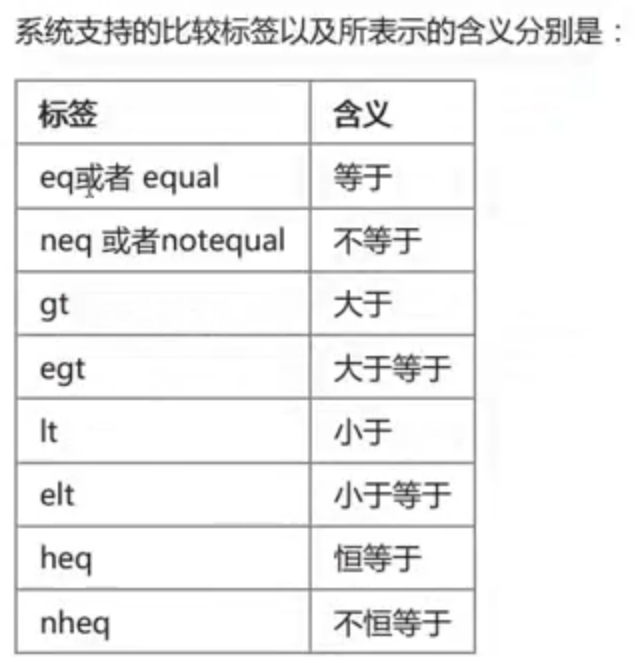 系统支持的比较标签以及所表示的含义分别是：
标签 含义
eq或者 equal 等于
neq 或者notequal 不等于
gt 大于
egt 大于等于
lt 小于
elt 小于等于
heq 恒等于
nheq 不恒等于